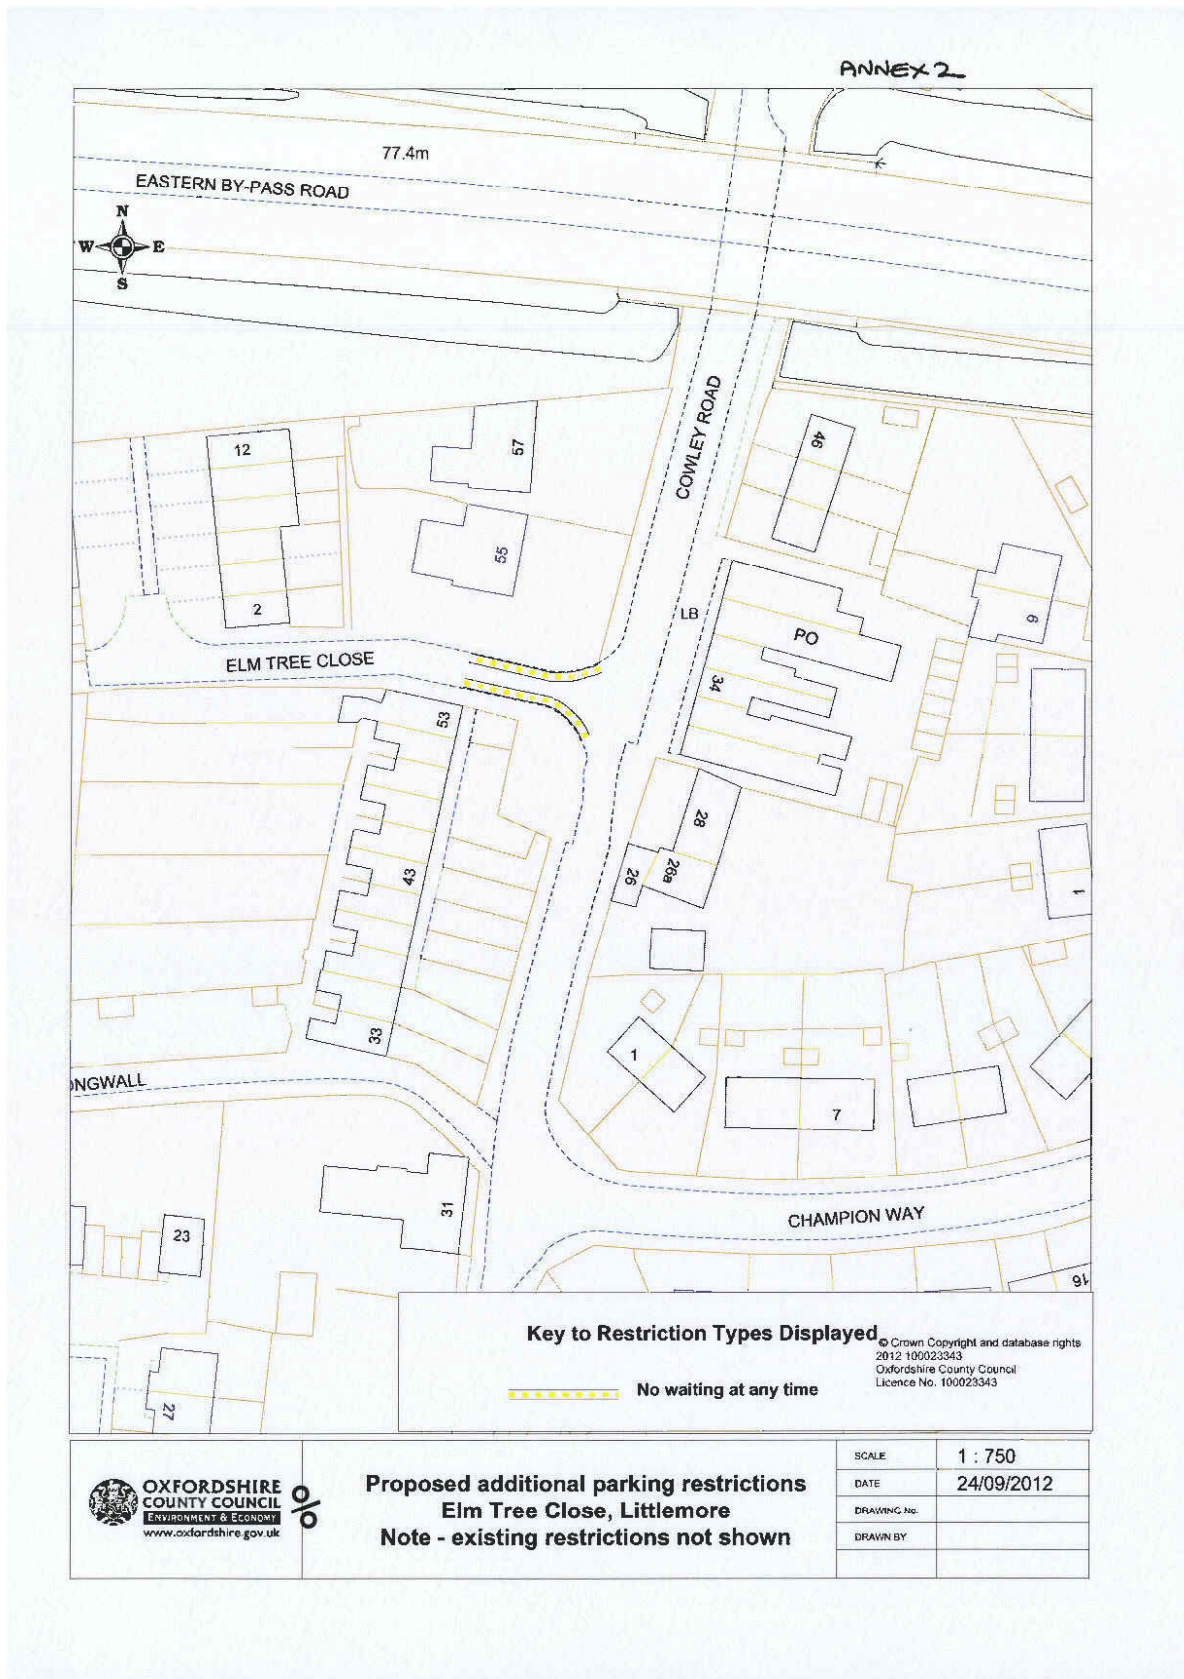 ANNEX 2
77.4m
EASTERN BY-PASS ROAD
N
W E
S
COWLEY ROAD
12
57
46
55
2
LB
PO
6
ELM TREE CLOSE
34
53
28
26a
26
43
1
33
1
ONGWALL
7
31
CHAMPION WAY
23
16
27
Key to Restriction Types Displayed
© Crown Copyright and database rights
2012 100023343
Oxfordshire County Council
Licence No. 100023343
No waiting at any time
OXFORDSHIRE
COUNTY COUNCIL
ENVIRONMENT & ECONOMY
www.oxfordshire.gov.uk
%
Proposed additional parking restrictions
Elm Tree Close, Littlemore
Note - existing restrictions not shown
SCALE 1 : 750
DATE 24/09/2012
DRAWING No.
DRAWN BY